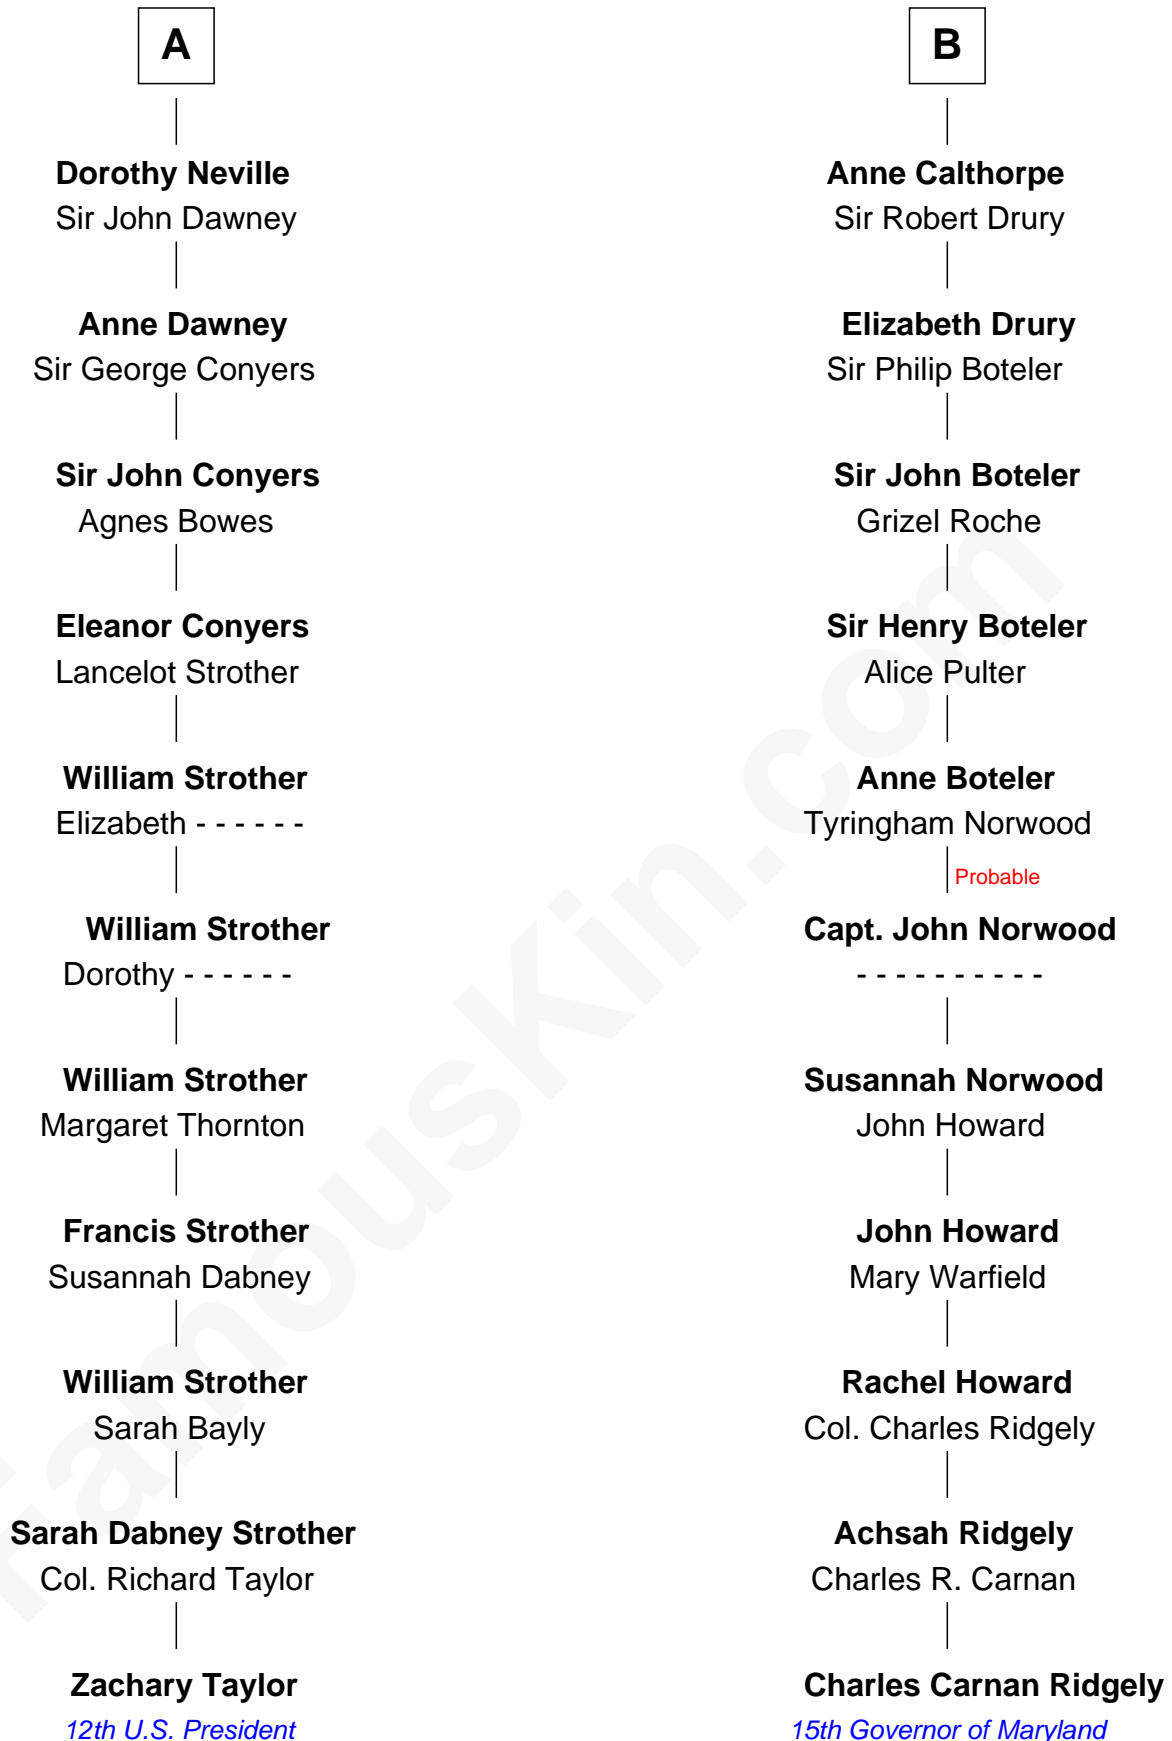 A
Dorothy Neville
Sir John Dawney
Anne Dawney
Sir George Conyers
Sir John Conyers
Agnes Bowes
Eleanor Conyers
Lancelot Strother
William Strother
Elizabeth - - - - - -
William Strother
Dorothy - - - - - -
William Strother
Margaret Thornton
Francis Strother
Susannah Dabney
William Strother
Sarah Bayly
Sarah Dabney Strother
Col. Richard Taylor
Zachary Taylor
12th U.S. President
B
Anne Calthorpe
Sir Robert Drury
Elizabeth Drury
Sir Philip Boteler
Sir John Boteler
Grizel Roche
Sir Henry Boteler
Alice Pulter
Anne Boteler
Tyringham Norwood
Probable
Capt. John Norwood
- - - - - - - - - -
Susannah Norwood
John Howard
John Howard
Mary Warfield
Rachel Howard
Col. Charles Ridgely
Achsah Ridgely
Charles R. Carnan
Charles Carnan Ridgely
15th Governor of Maryland
FamousKin.com